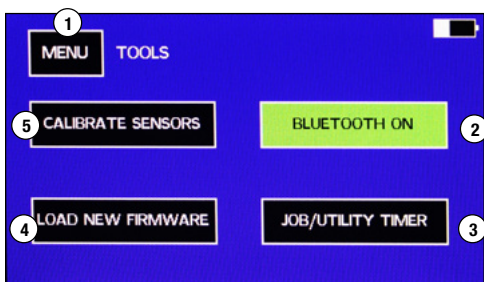 1
MENU TOOLS
5 CALIBRATE SENSORS BLUETOOTH ON 2
4 LOAD NEW FIRMWARE JOB/UTILITY TIMER 3